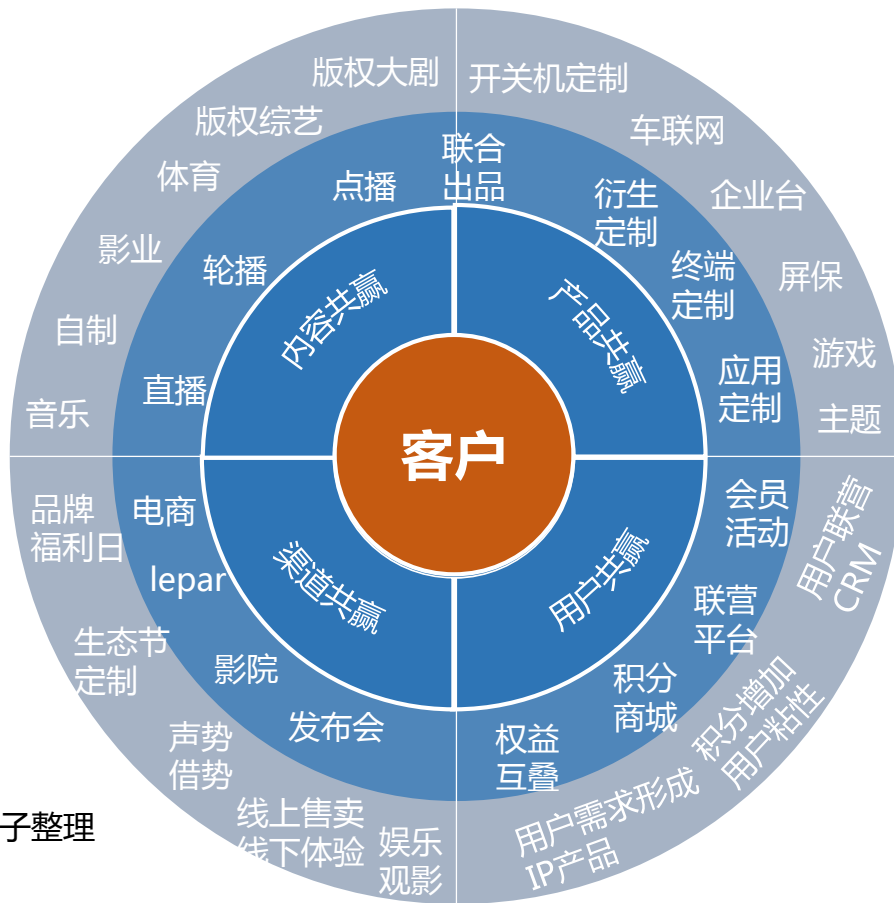 版权大剧
开关机定制
版权综艺
车联网
体育
点播
联合
出品
衍生
定制
企业台
影业
轮播
终端
定制
屏保
内容共赢
产品共赢
自制
直播
应用
定制
游戏
音乐
主题
客户
品牌
福利日
电商
会员
活动
用户联营
CRM
lepar
渠道共赢
用户共赢
联营
平台
生态节
定制
影院
积分
商城
积分增加
用户粘性
声势
借势
发布会
权益
互叠
线上售卖
线下体验
娱乐
观影
用户需求形成
IP产品
子整理